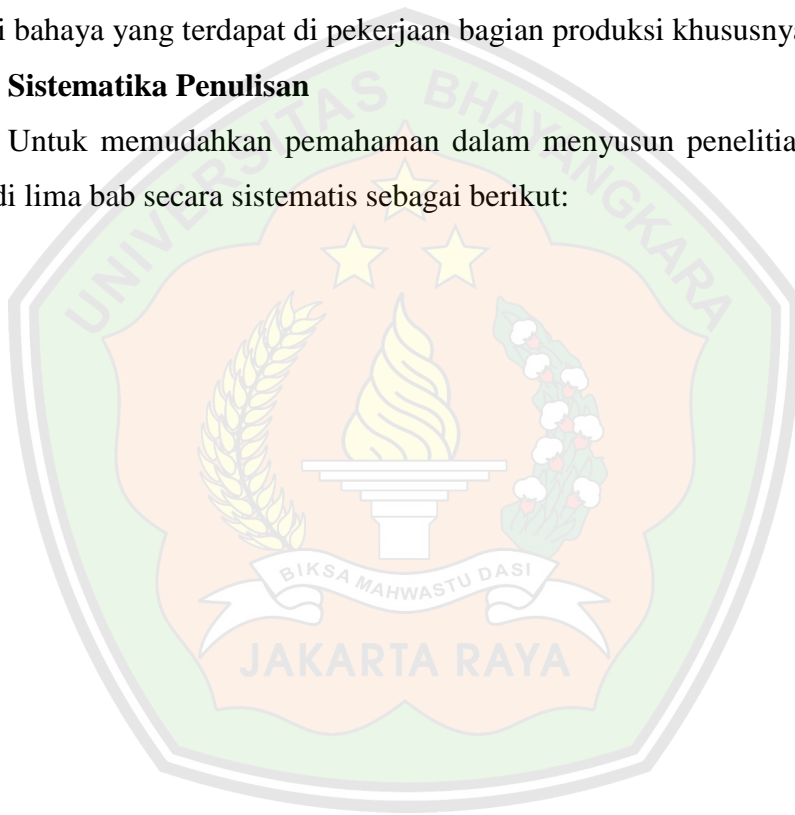 i bahaya yang terdapat di pekerjaan bagian produksi khususnya
Sistematika Penulisan
Untuk memudahkan pemahaman dalam menyusun penelitia
di lima bab secara sistematis sebagai berikut:
UNIVERSITAS BHAYANGKARA
BIKSA MAHWASTU DASI
JAKARTA RAYA